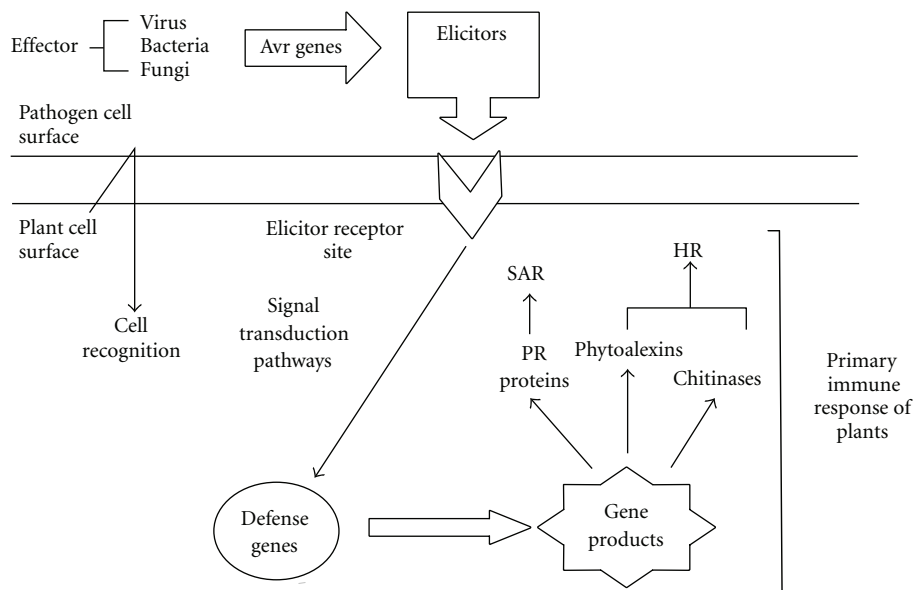 Effector
Virus
Bacteria
Fungi
Avr genes
Elicitors
Pathogen cell
surface
Plant cell
surface
Cell
recognition
Elicitor receptor
site
Signal
transduction
pathways
SAR
HR
PR
proteins
Phytoalexins
Chitinases
Primary
immune
response of
plants
Defense
genes
Gene
products